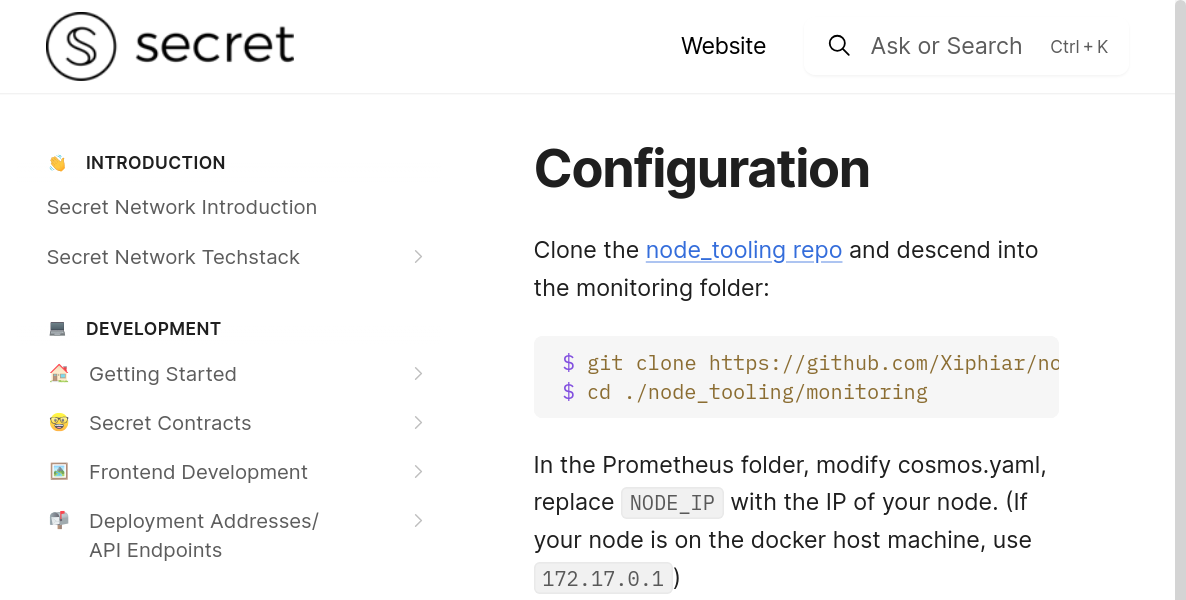 secret
Website
Ask or Search Ctrl + K
INTRODUCTION
Secret Network Introduction
Secret Network Techstack
DEVELOPMENT
Getting Started
Secret Contracts
Frontend Development
Deployment Addresses/
API Endpoints
Configuration
Clone the node_tooling repo and descend into
the monitoring folder:
$ git clone https://github.com/Xiphiar/no
$ cd ./node_tooling/monitoring
In the Prometheus folder, modify cosmos.yaml,
replace NODE_IP with the IP of your node. (If
your node is on the docker host machine, use
172.17.0.1 )